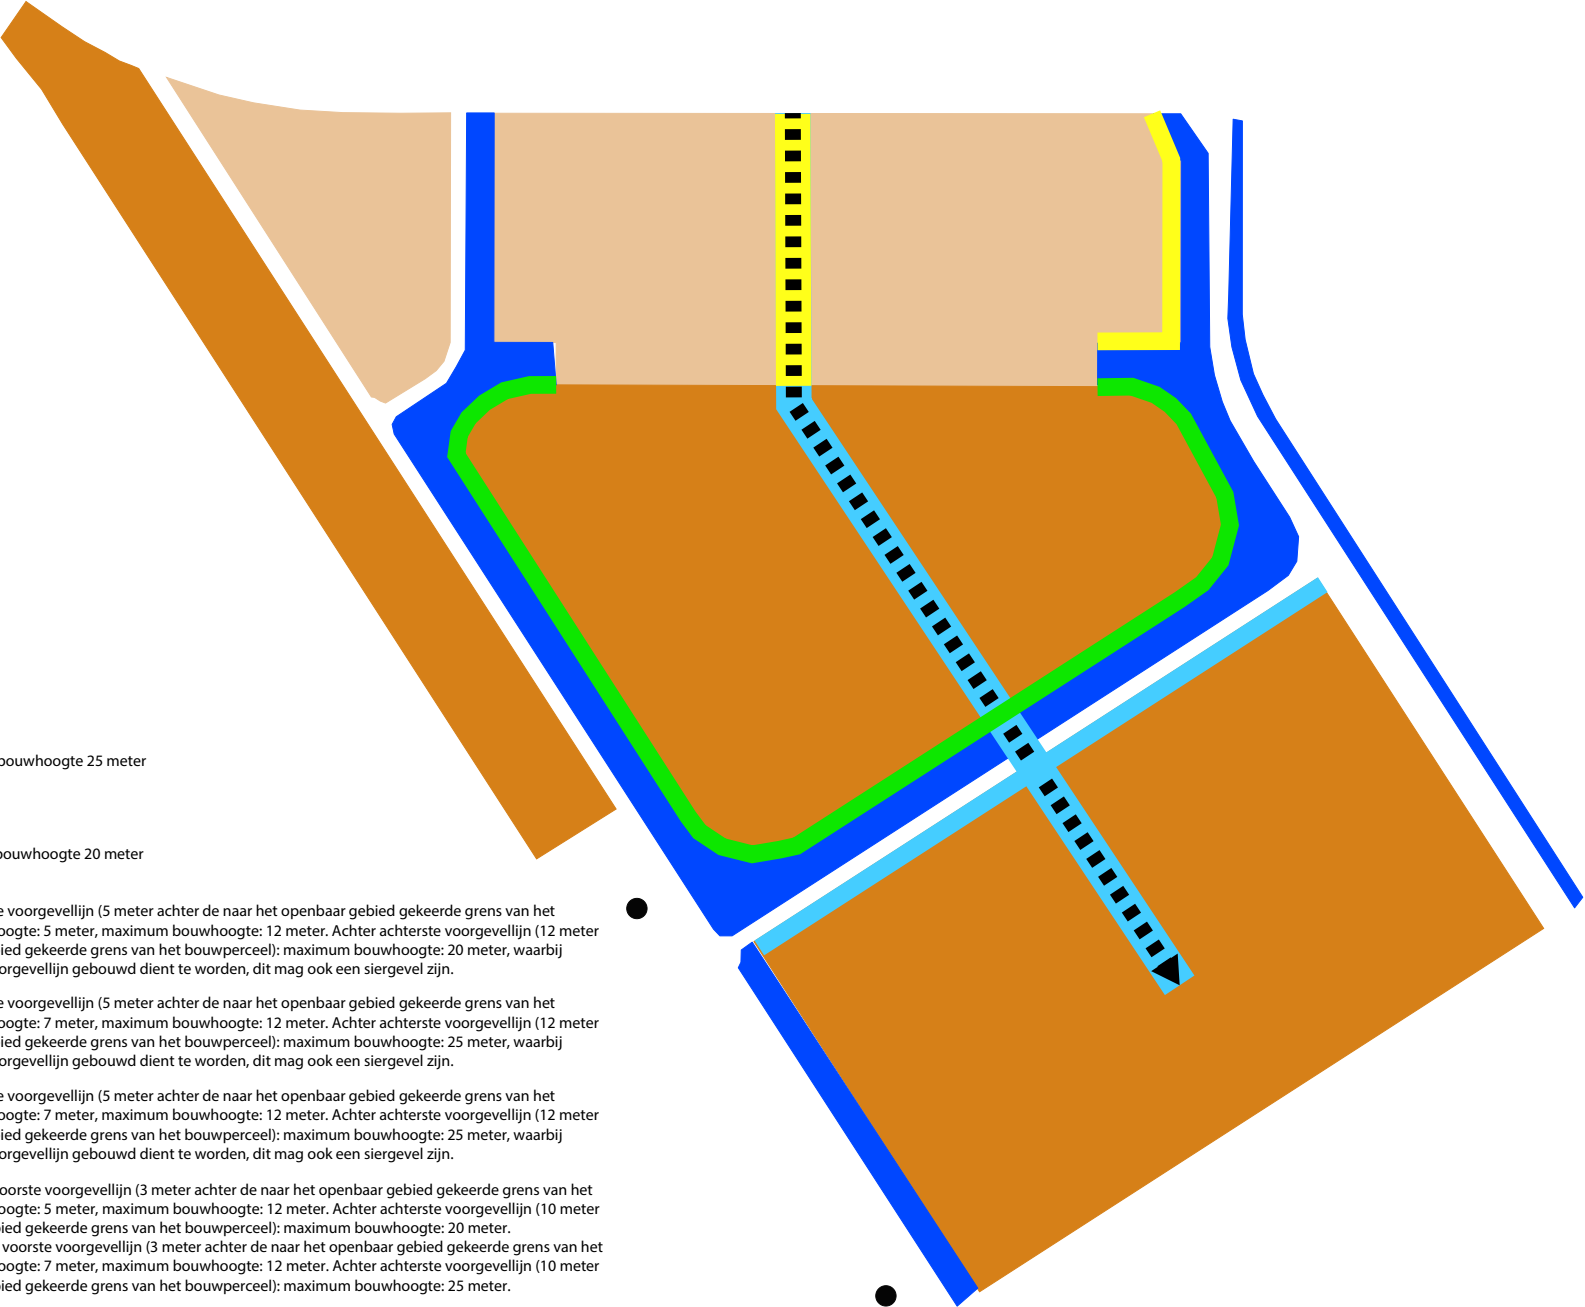 bouwhoogte 25 meter
bouwhoogte 20 meter
e voorgevellijn (5 meter achter de naar het openbaar gebied gekeerde grens van het
oogte: 5 meter, maximum bouwhoogte: 12 meter. Achter achterste voorgevellijn (12 meter
ied gekeerde grens van het bouwperceel): maximum bouwhoogte: 20 meter, waarbij
orgevellijn gebouwd dient te worden, dit mag ook een siergevel zijn.
e voorgevellijn (5 meter achter de naar het openbaar gebied gekeerde grens van het
oogte: 7 meter, maximum bouwhoogte: 12 meter. Achter achterste voorgevellijn (12 meter
ied gekeerde grens van het bouwperceel): maximum bouwhoogte: 25 meter, waarbij
orgevellijn gebouwd dient te worden, dit mag ook een siergevel zijn.
e voorgevellijn (5 meter achter de naar het openbaar gebied gekeerde grens van het
oogte: 7 meter, maximum bouwhoogte: 12 meter. Achter achterste voorgevellijn (12 meter
ied gekeerde grens van het bouwperceel): maximum bouwhoogte: 25 meter, waarbij
orgevellijn gebouwd dient te worden, dit mag ook een siergevel zijn.
oorste voorgevellijn (3 meter achter de naar het openbaar gebied gekeerde grens van het
oogte: 5 meter, maximum bouwhoogte: 12 meter. Achter achterste voorgevellijn (10 meter
bied gekeerde grens van het bouwperceel): maximum bouwhoogte: 20 meter.
voorste voorgevellijn (3 meter achter de naar het openbaar gebied gekeerde grens van het
oogte: 7 meter, maximum bouwhoogte: 12 meter. Achter achterste voorgevellijn (10 meter
bied gekeerde grens van het bouwperceel): maximum bouwhoogte: 25 meter.